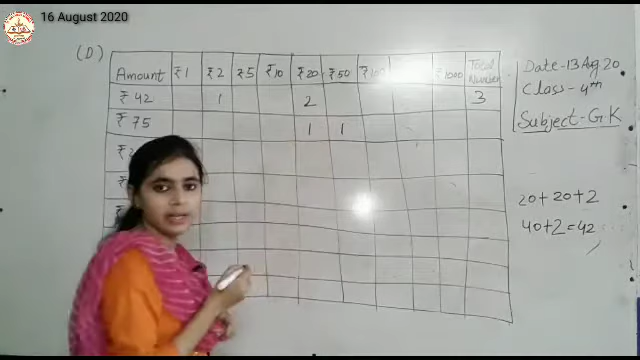 16 August 2020
(D)
Amount ₹1 ₹2 ₹5 ₹10 ₹20 ₹50 ₹100 ₹1000 Total Number
₹42 1 2 3
₹75 1 1
Date-13 Aug 20
Class-4th
Subject-GK
20+20+2
40+2=42